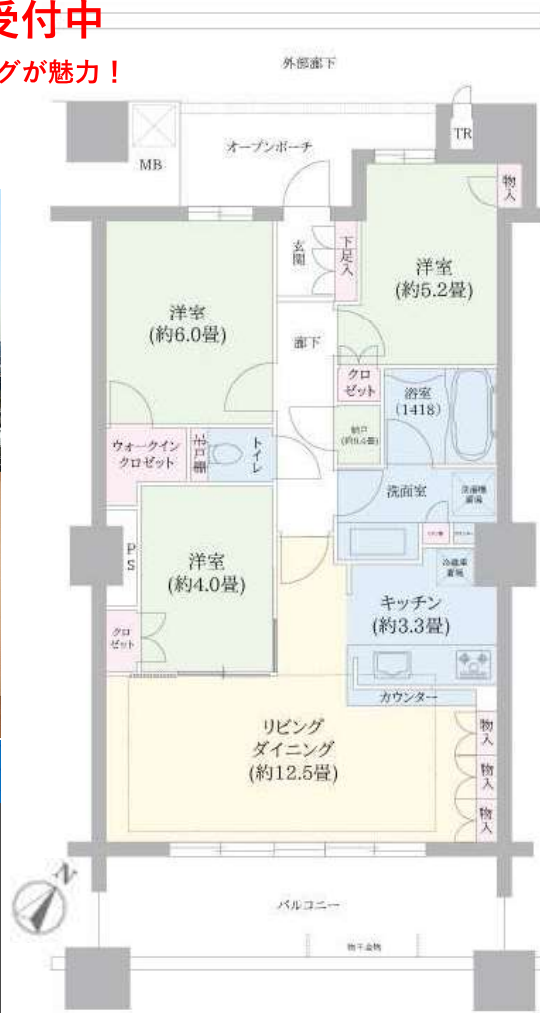 受付中
グが魅力！
外部廊下
TR
オープンポーチ
MB
物入
玄関
下足入
洋室
(約5.2畳)
洋室
(約6.0畳)
廊下
クロ
ゼット
浴室
(1418)
納戸
ウォークイン
クロゼット
吊戸棚
トイレ
洗面室
洗濯機
置場
PS
洋室
(約4.0畳)
冷蔵庫
置場
キッチン
(約3.3畳)
クロ
ゼット
カウンター
リビング
ダイニング
(約12.5畳)
物入
物入
物入
N
バルコニー
物干金物